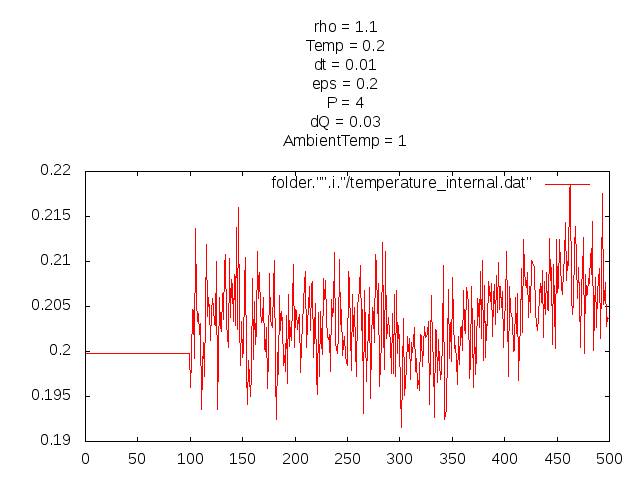 rho = 1.1
Temp = 0.2
dt = 0.01
eps = 0.2
P = 4
dQ = 0.03
AmbientTemp = 1
0.22
folder."".i."/temperature_internal.dat"
0.215
0.21
0.205
0.2
0.195
0.19
0 50 100 150 200 250 300 350 400 450 500